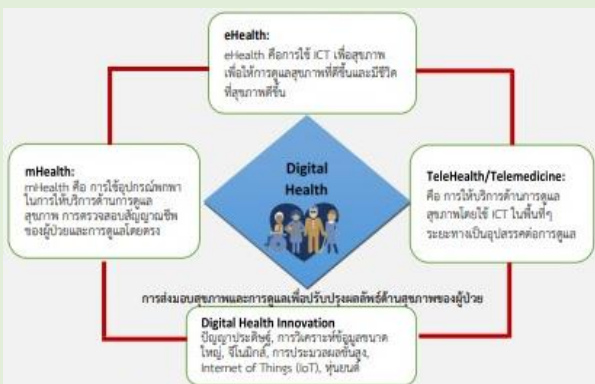 eHealth:
eHealth คือการใช้ ICT เพื่อสุขภาพ
เพื่อให้การดูแลสุขภาพที่ดีขึ้นและมีชีวิต
ที่สุขภาพดีขึ้น
mHealth:
mHealth คือ การใช้อุปกรณ์พกพา
ในการให้บริการด้านการดูแล
สุขภาพ การตรวจสอบสัญญาณชีพ
ของผู้ป่วยและการดูแลโดยตรง
Digital
Health
TeleHealth/Telemedicine:
คือ การให้บริการด้านการดูแล
สุขภาพโดยใช้ ICT ในพื้นที่ๆ
ระยะทางเป็นอุปสรรคต่อการดูแล
การส่งมอบสุขภาพและการดูแลเพื่อปรับปรุงผลลัพธ์ด้านสุขภาพของผู้ป่วย
Digital Health Innovation
ปัญญาประดิษฐ์, การวิเคราะห์ข้อมูลขนาด
ใหญ่, จีโนมิกส์, การประมวลผลขั้นสูง,
Internet of Things (IoT), หุ่นยนต์